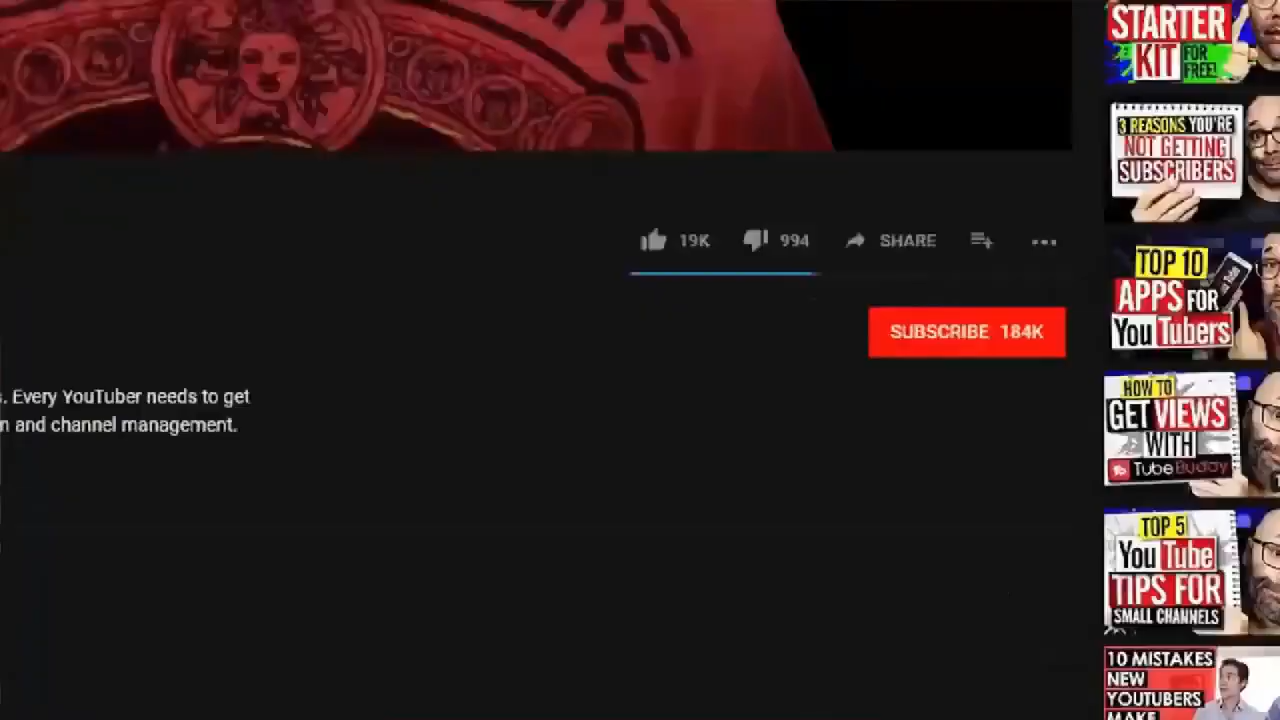 19K 994 SHARE
SUBSCRIBE 184K
s. Every YouTuber needs to get
n and channel management.
STARTER
KIT FOR
FREE!
3 REASONS YOU'RE
NOT GETTING
SUBSCRIBERS
TOP 10
APPS FOR
YouTubers
HOW TO
GET VIEWS
WITH
TubeBuddy
TOP 5
YouTube
TIPS FOR
SMALL CHANNELS
10 MISTAKES
NEW
YOUTUBERS
MAKE